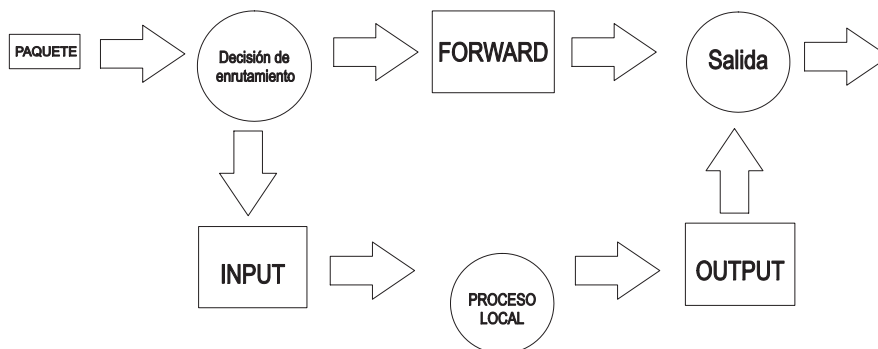 PAQUETE
Decisión de
enrutamiento
FORWARD
Salida
INPUT
PROCESO
LOCAL
OUTPUT